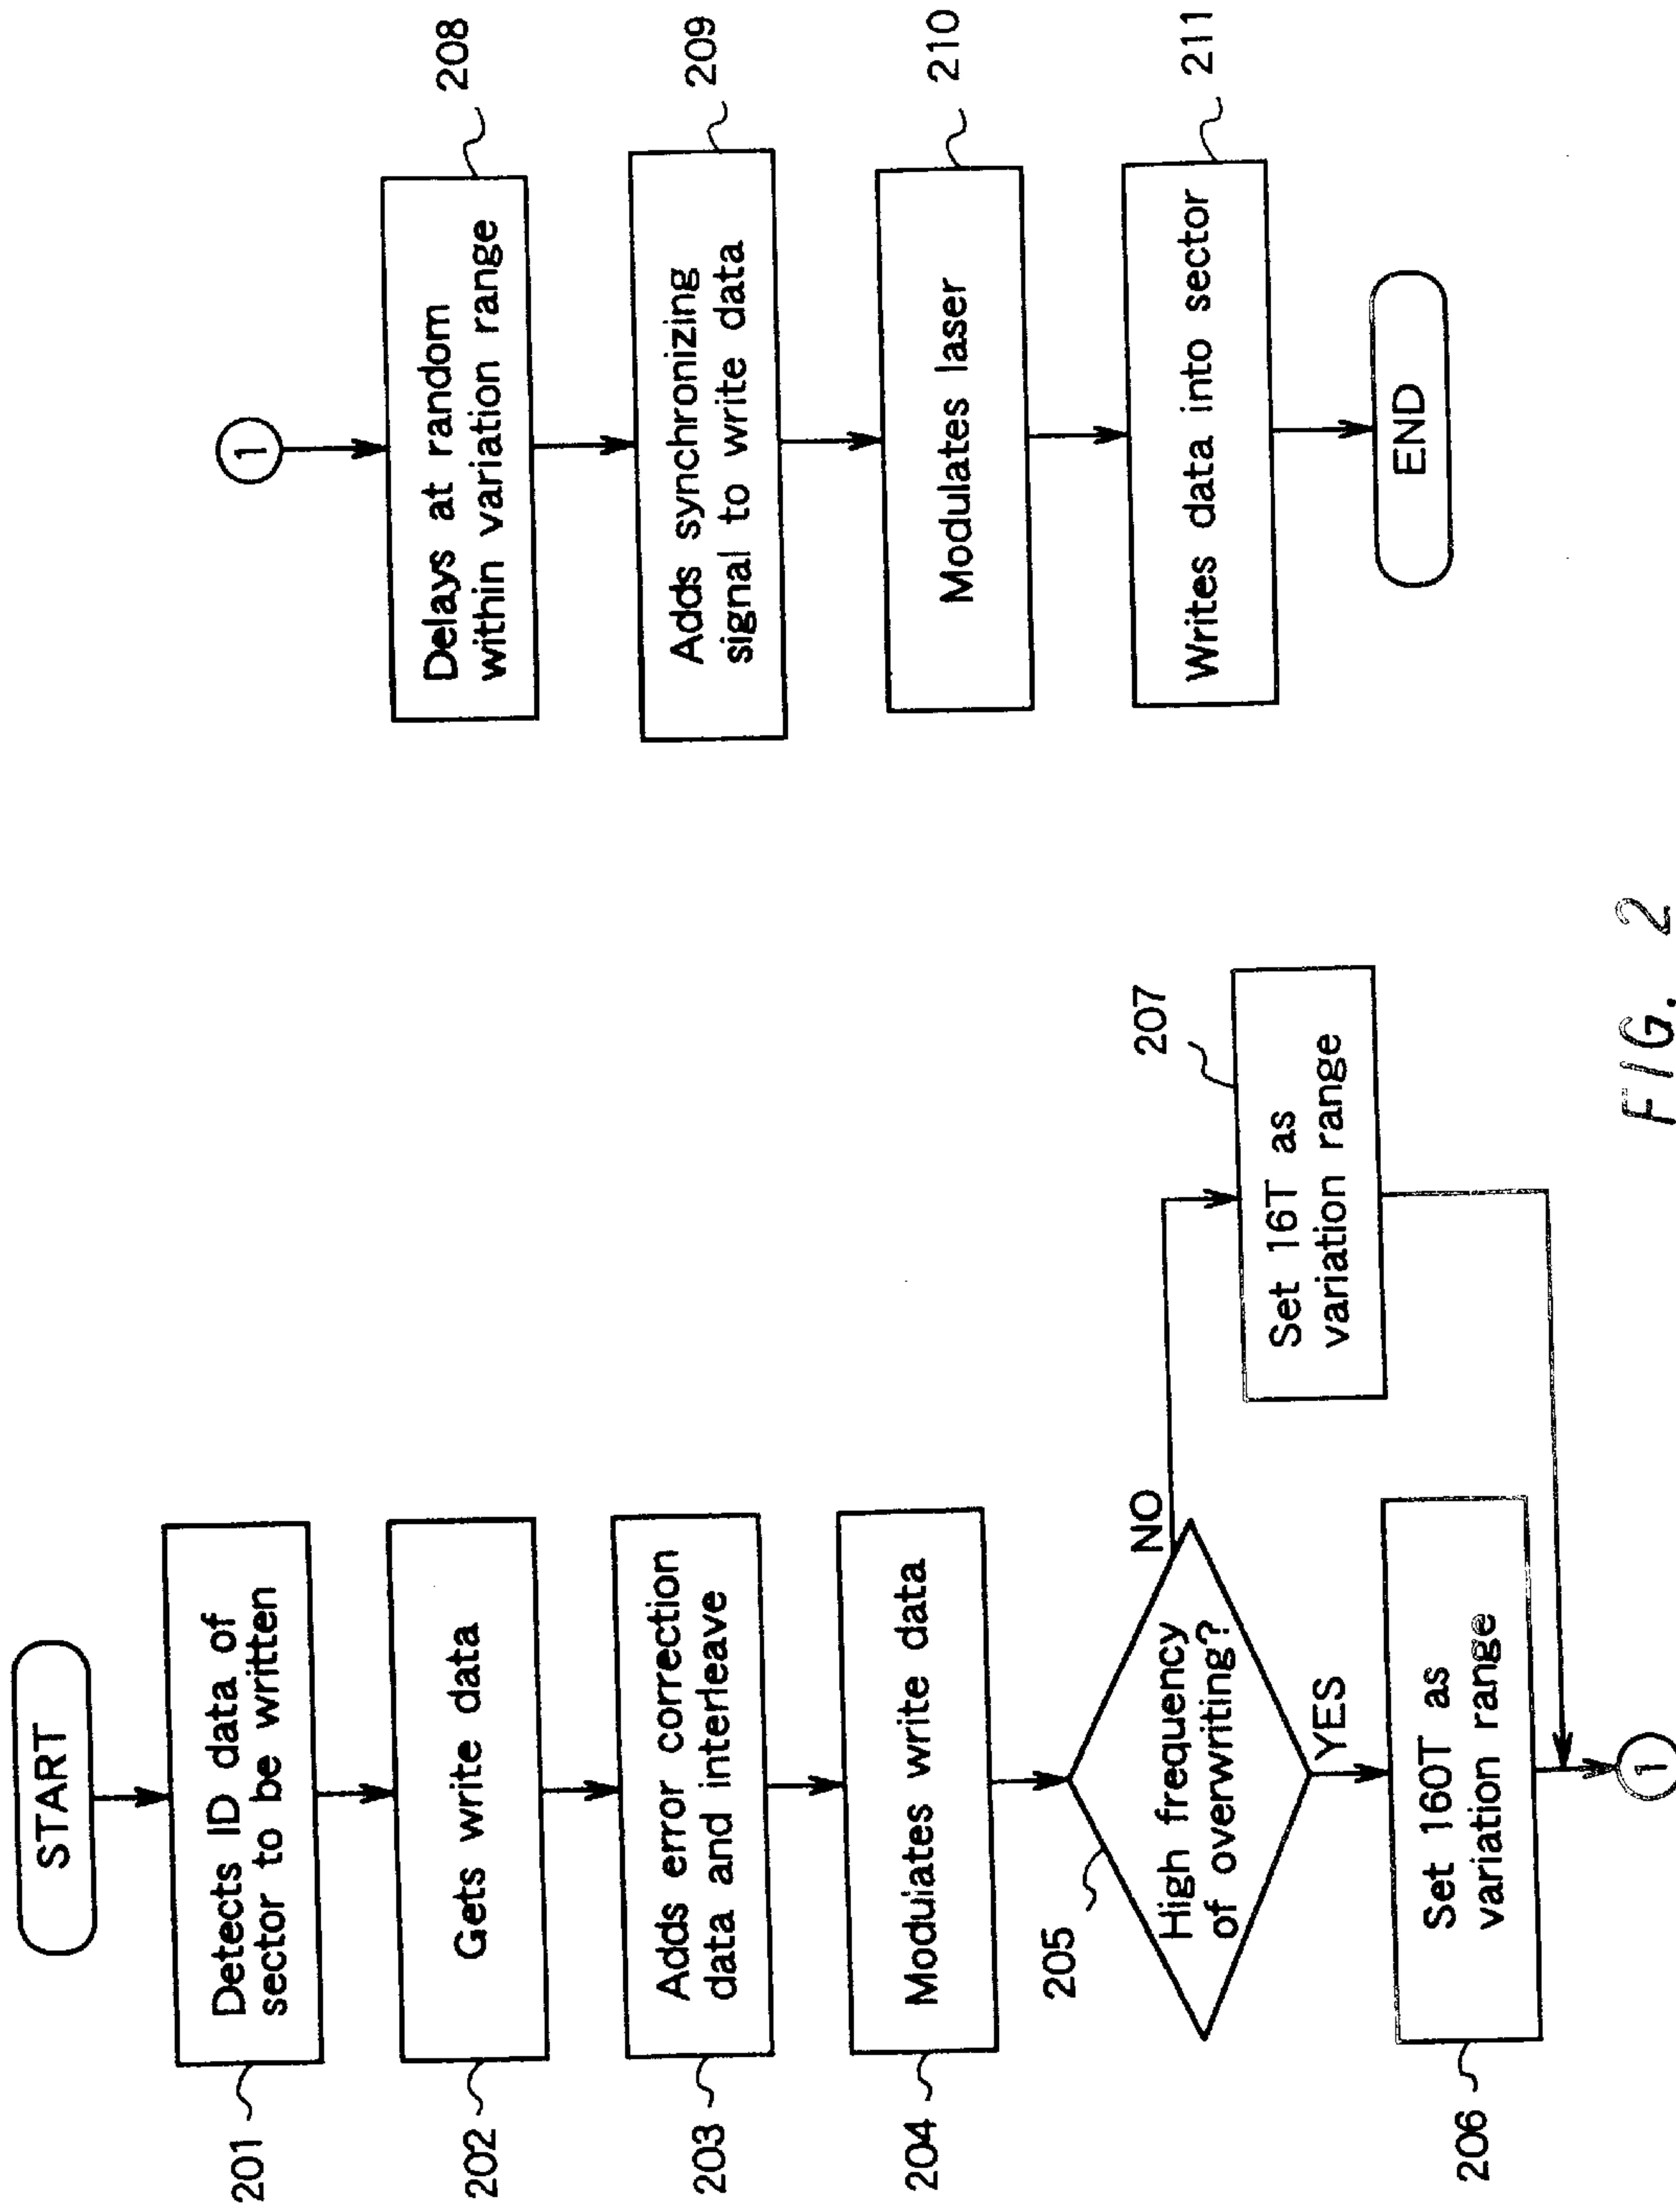 START
201
Detects ID data of
sector to be written
202
Gets write data
203
Adds error correction
data and interleave
204
Modulates write data
205
High frequency
of overwriting?
NO
YES
207
Set 16T as
variation range
206
Set 160T as
variation range
1
1
208
Delays at random
within variation range
209
Adds synchronizing
signal to write data
210
Modulates laser
211
Writes data into sector
END
FIG. 2